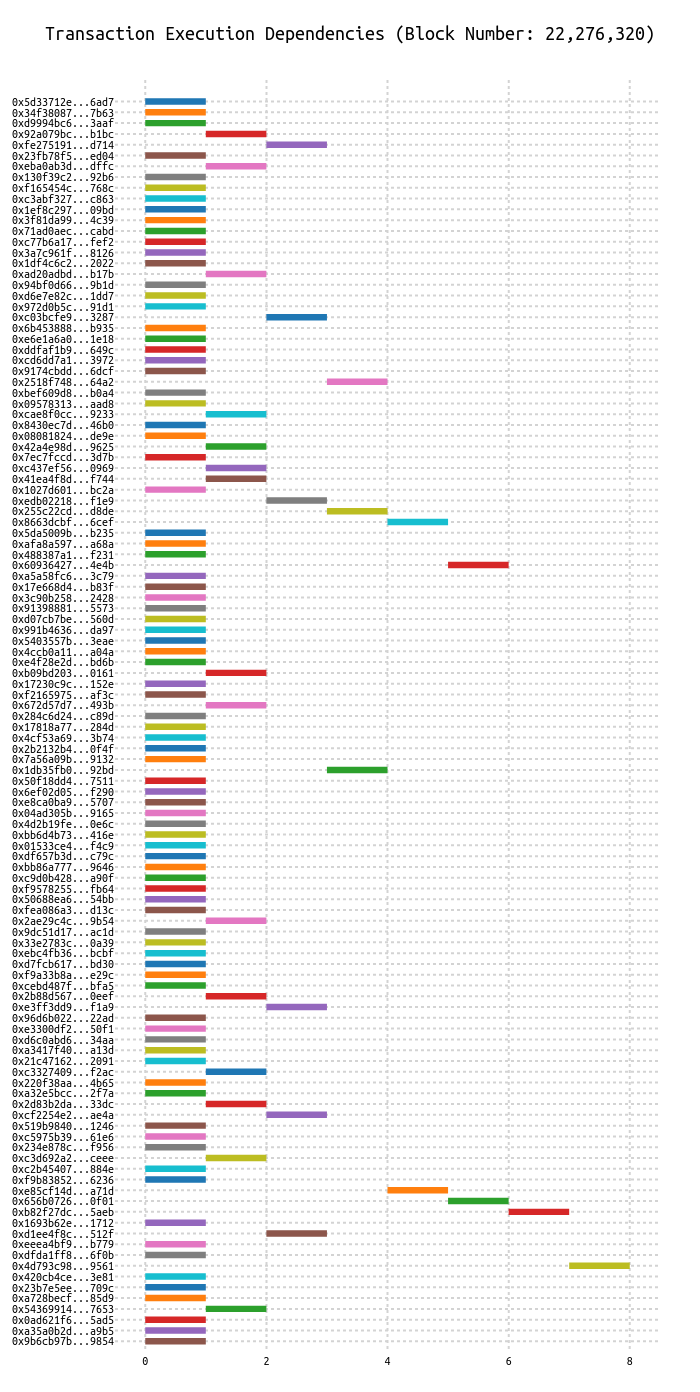 Transaction Execution Dependencies (Block Number: 22,276,320)
0x5d33712e...6ad7
0x34f38087...7b63
0xd9994bc6...3aaf
0x92a079bc...b1bc
0xfe275191...d714
0x23fb78f5...ed04
0xeba0ab3d...dffc
0x130f39c2...92b6
0xf165454c...768c
0xc3abf327...c863
0x1ef8c297...09bd
0x3f81da99...4c39
0x71ad0aec...cabd
0xc77b6a17...fef2
0x3a7c961f...8126
0x1df4c6c2...2022
0xad20adbd...b17b
0x94bf0d66...9b1d
0xd6e7e82c...1dd7
0x972d0b5c...91d1
0xc03bcfe9...3287
0x6b453888...b935
0xe6e1a6a0...1e18
0xddfaf1b9...649c
0xcd6dd7a1...3972
0x9174cbdd...6dcf
0x2518f748...64a2
0xbef609d8...b0a4
0x09578313...aad8
0xcae8f0cc...9233
0x8430ec7d...46b0
0x08081824...de9e
0x42a4e98d...9625
0x7ec7fccd...3d7b
0xc437ef56...0969
0x41ea4f8d...f744
0x1027d601...bc2a
0xedb02218...f1e9
0x255c22cd...d8de
0x8663dcbf...6cef
0x5da5009b...b235
0xafa8a597...a68a
0x488387a1...f231
0x60936427...4e4b
0xa5a58fc6...3c79
0x17e668d4...b83f
0x3c90b258...2428
0x91398881...5573
0xd07cb7be...560d
0x991b4636...da97
0x5403557b...3eae
0x4ccb0a11...a04a
0xe4f28e2d...bd6b
0xb09bd203...0161
0x17230c9c...152e
0xf2165975...af3c
0x672d57d7...493b
0x284c6d24...c89d
0x17818a77...284d
0x4cf53a69...3b74
0x2b2132b4...0f4f
0x7a56a09b...9132
0x1db35fb0...92bd
0x50f18dd4...7511
0x6ef02d05...f290
0xe8ca0ba9...5707
0x04ad305b...9165
0x4d2b19fe...0e6c
0xbb6d4b73...416e
0x01533ce4...f4c9
0xdf657b3d...c79c
0xbb86a777...9646
0xc9d0b428...a90f
0xf9578255...fb64
0x50688ea6...54bb
0xfea086a3...d13c
0x2ae29c4c...9b54
0x9dc51d17...ac1d
0x33e2783c...0a39
0xebc4fb36...bcbf
0xd7fcb617...bd30
0xf9a33b8a...e29c
0xcebd487f...bfa5
0x2b88d567...0eef
0xe3ff3dd9...f1a9
0x96d6b022...22ad
0xe3300df2...50f1
0xd6c0abd6...34aa
0xa3417f40...a13d
0x21c47162...2091
0xc3327409...f2ac
0x220f38aa...4b65
0xa32e5bcc...2f7a
0x2d83b2da...33dc
0xcf2254e2...ae4a
0x519b9840...1246
0xc5975b39...61e6
0x234e878c...f956
0xc3d692a2...ceee
0xc2b45407...884e
0xf9b83852...6236
0xe85cf14d...a71d
0x656b0726...0f01
0xb82f27dc...5aeb
0x1693b62e...1712
0xd1ee4f8c...512f
0xeeea4bf9...b779
0xdfda1ff8...6f0b
0x4d793c98...9561
0x420cb4ce...3e81
0x23b7e5ee...709c
0xa728becf...85d9
0x54369914...7653
0x0ad621f6...5ad5
0xa35a0b2d...a9b5
0x9b6cb97b...9854
0 2 4 6 8